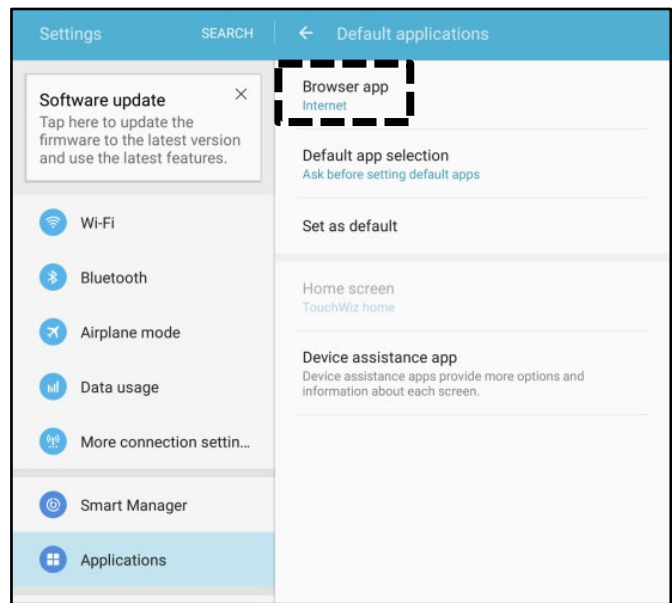 Settings
SEARCH
Default applications
Software update
Tap here to update the
firmware to the latest version
and use the latest features.
Wi-Fi
Bluetooth
Airplane mode
Data usage
More connection settin...
Smart Manager
Applications
Browser app
Internet
Default app selection
Ask before setting default apps
Set as default
Home screen
TouchWiz home
Device assistance app
Device assistance apps provide more options and
information about each screen.